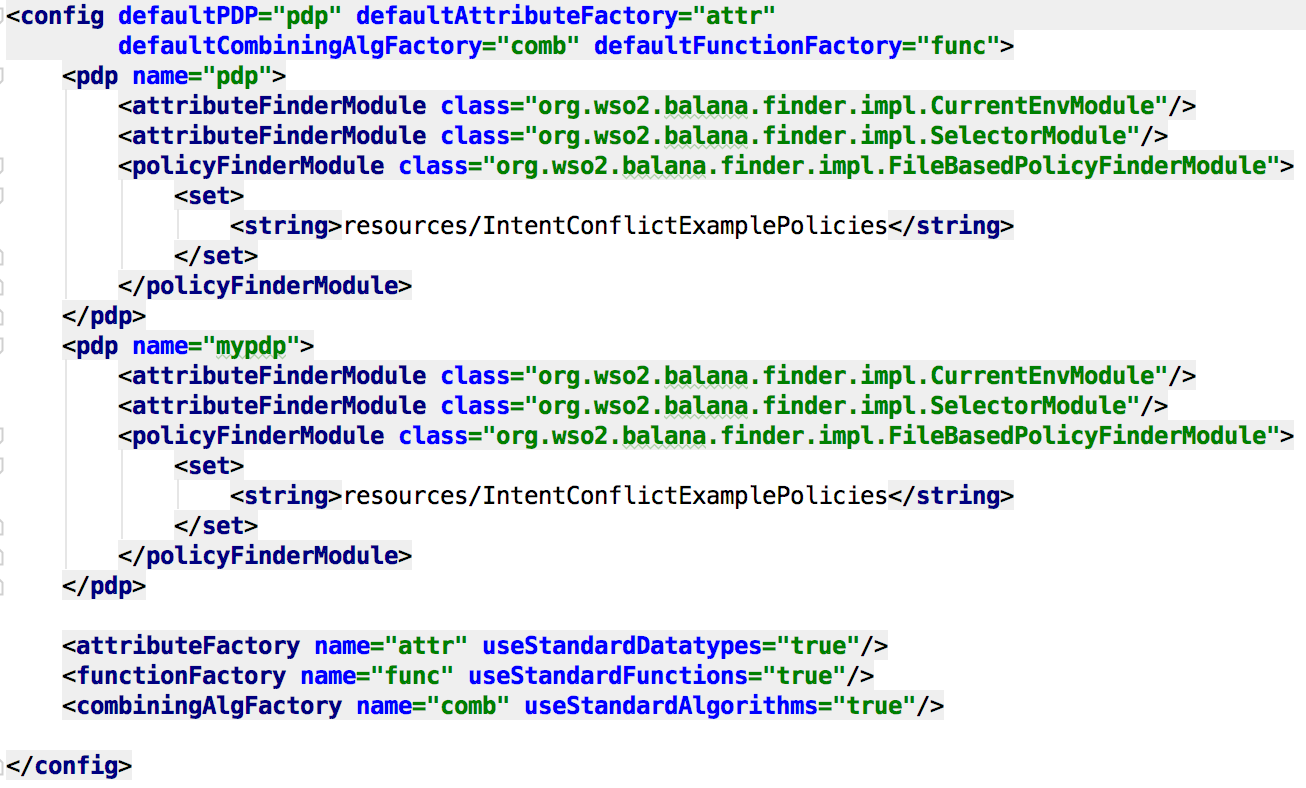 <config defaultPDP="pdp" defaultAttributeFactory="attr"
        defaultCombiningAlgFactory="comb" defaultFunctionFactory="func">
    <pdp name="pdp">
        <attributeFinderModule class="org.wso2.balana.finder.impl.CurrentEnvModule"/>
        <attributeFinderModule class="org.wso2.balana.finder.impl.SelectorModule"/>
        <policyFinderModule class="org.wso2.balana.finder.impl.FileBasedPolicyFinderModule">
            <set>
                <string>resources/IntentConflictExamplePolicies</string>
            </set>
        </policyFinderModule>
    </pdp>
    <pdp name="mypdp">
        <attributeFinderModule class="org.wso2.balana.finder.impl.CurrentEnvModule"/>
        <attributeFinderModule class="org.wso2.balana.finder.impl.SelectorModule"/>
        <policyFinderModule class="org.wso2.balana.finder.impl.FileBasedPolicyFinderModule">
            <set>
                <string>resources/IntentConflictExamplePolicies</string>
            </set>
        </policyFinderModule>
    </pdp>

    <attributeFactory name="attr" useStandardDatatypes="true"/>
    <functionFactory name="func" useStandardFunctions="true"/>
    <combiningAlgFactory name="comb" useStandardAlgorithms="true"/>

</config>